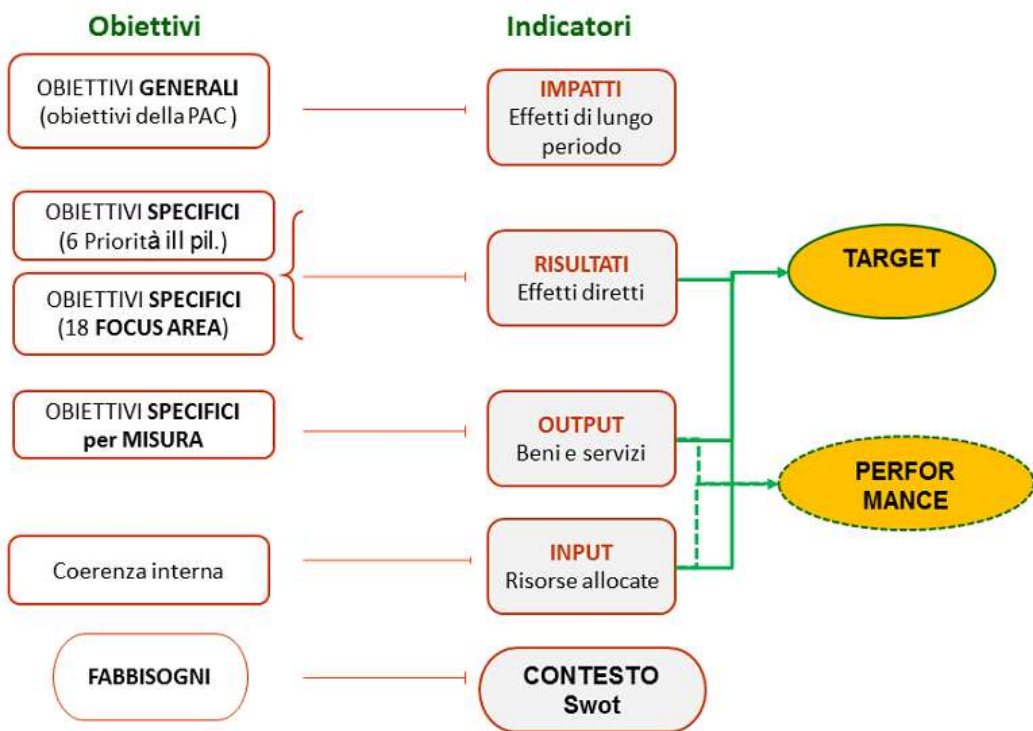 Obiettivi
Indicatori
OBIETTIVI GENERALI
(obiettivi della PAC )
IMPATTI
Effetti di lungo
periodo
OBIETTIVI SPECIFICI
(6 Priorità ill pil.)
OBIETTIVI SPECIFICI
(18 FOCUS AREA)
RISULTATI
Effetti diretti
TARGET
OBIETTIVI SPECIFICI
per MISURA
OUTPUT
Beni e servizi
PERFOR
MANCE
Coerenza interna
INPUT
Risorse allocate
FABBISOGNI
CONTESTO
Swot